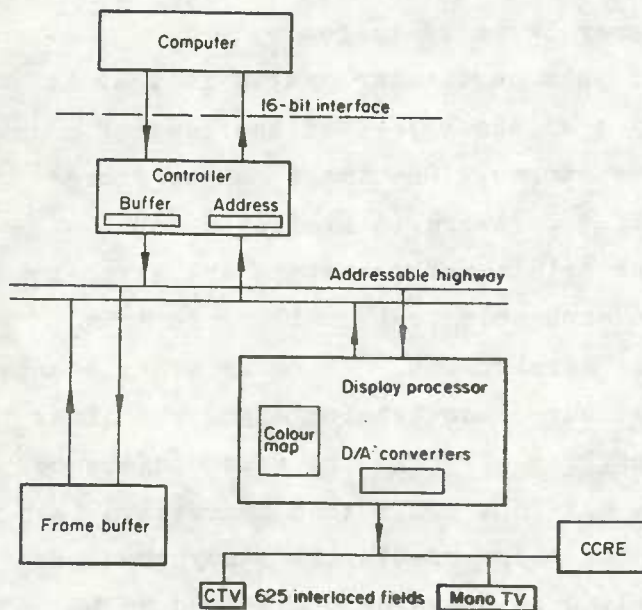 Computer
16-bit interface
Controller
Buffer Address
Addressable highway
Display processor
Colour
map
D/A converters
Frame buffer
CCRE
CTV 625 interlaced fields Mono TV